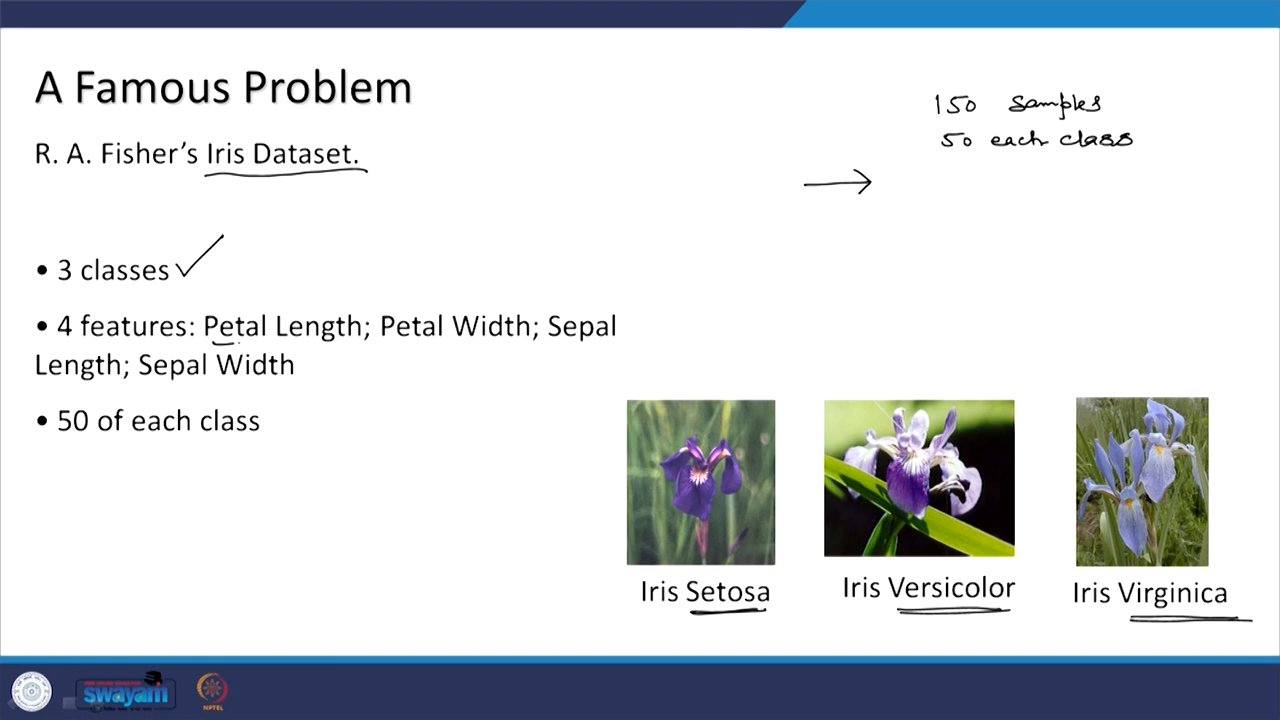 A Famous Problem
150 samples
50 each class
R. A. Fisher’s Iris Dataset.
• 3 classes
• 4 features: Petal Length; Petal Width; Sepal
Length; Sepal Width
• 50 of each class
Iris Setosa
Iris Versicolor
Iris Virginica
swayam
NPTEL